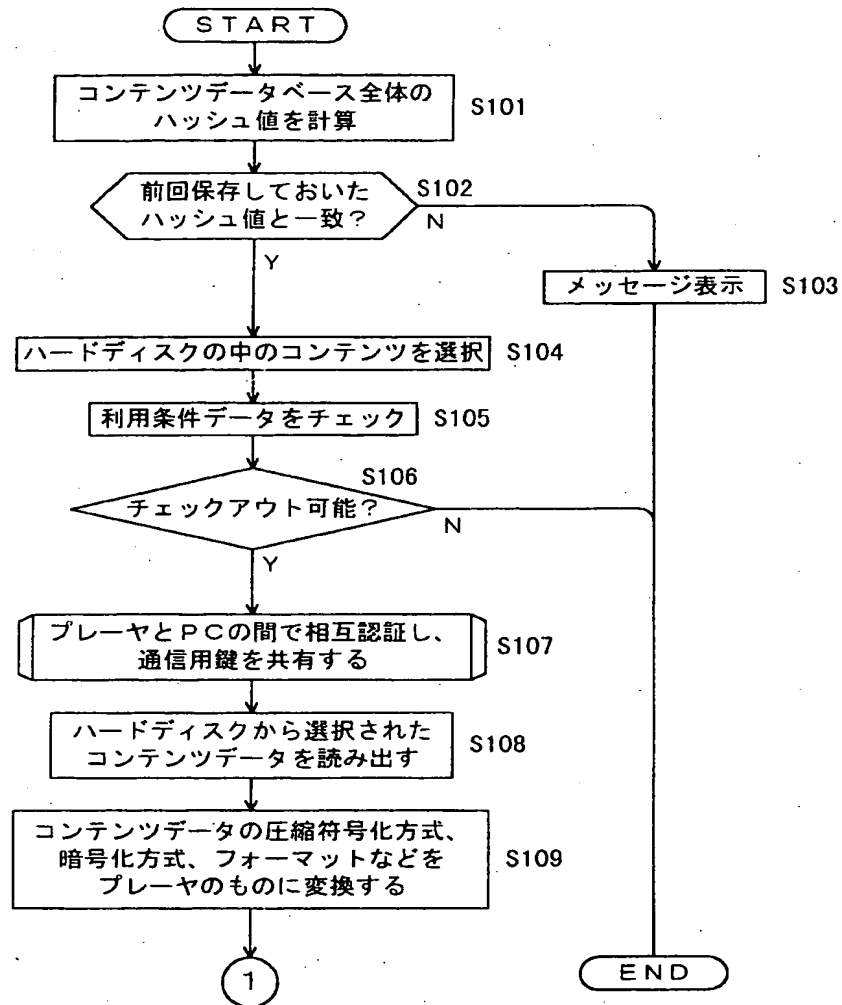 START
コンテンツデータベース全体の
ハッシュ値を計算
S101
前回保存しておいた
ハッシュ値と一致？
S102
N
Y
メッセージ表示
S103
ハードディスクの中のコンテンツを選択
S104
利用条件データをチェック
S105
S106
チェックアウト可能？
N
Y
プレーヤとPCの間で相互認証し、
通信用鍵を共有する
S107
ハードディスクから選択された
コンテンツデータを読み出す
S108
コンテンツデータの圧縮符号化方式、
暗号化方式、フォーマットなどを
プレーヤのものに変換する
S109
1
END